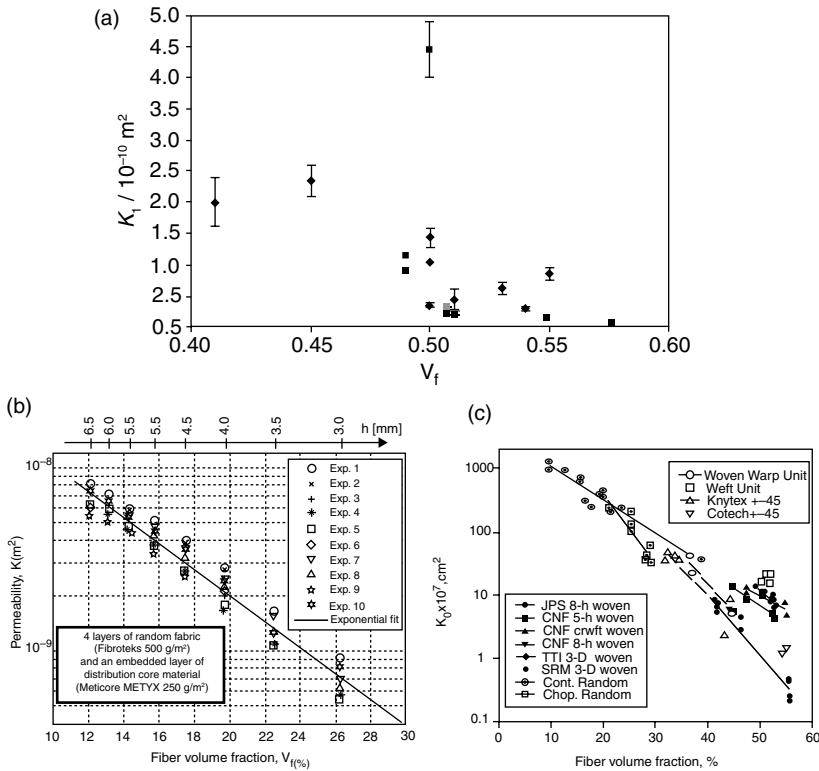 (a)
5.0
4.5
4.0
3.5
3.0
2.5
2.0
1.5
1.0
2.5
0.5
K₁ / 10⁻¹⁰ m²
0.40
0.45
0.50
0.55
0.60
V_f
(b)
6.5
6.0
5.5
5.5
4.5
4.0
3.5
3.0
h [mm]
10⁻⁸
10⁻⁹
Permeability, K(m²)
Exp. 1
Exp. 2
Exp. 3
Exp. 4
Exp. 5
Exp. 6
Exp. 7
Exp. 8
Exp. 9
Exp. 10
Exponential fit
4 layers of random fabric
(Fibroteks 500 g/m²)
and an embedded layer of
distribution core material
(Meticore METYX 250 g/m²)
10
12
14
16
18
20
22
24
26
28
30
Fiber volume fraction, V_f(%)
(c)
1000
100
10
1
0.1
K₀x10⁷,cm²
Woven Warp Unit
Weft Unit
Knytex +−45
Cotech+−45
JPS 8-h woven
CNF 5-h woven
CNF crwft woven
CNF 8-h woven
TTI 3-D woven
SRM 3-D woven
Cont. Random
Chop. Random
0
10
20
30
40
50
60
Fiber volume fraction, %